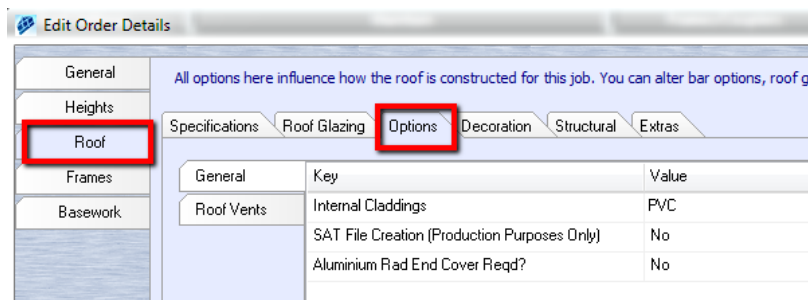 Edit Order Details
General
All options here influence how the roof is constructed for this job. You can alter bar options, roof g
Heights
Roof
Specifications Roof Glazing Options Decoration Structural Extras
Frames
General Key Value
Basework
Roof Vents Internal Claddings PVC
SAT File Creation (Production Purposes Only) No
Aluminium Rad End Cover Reqd? No